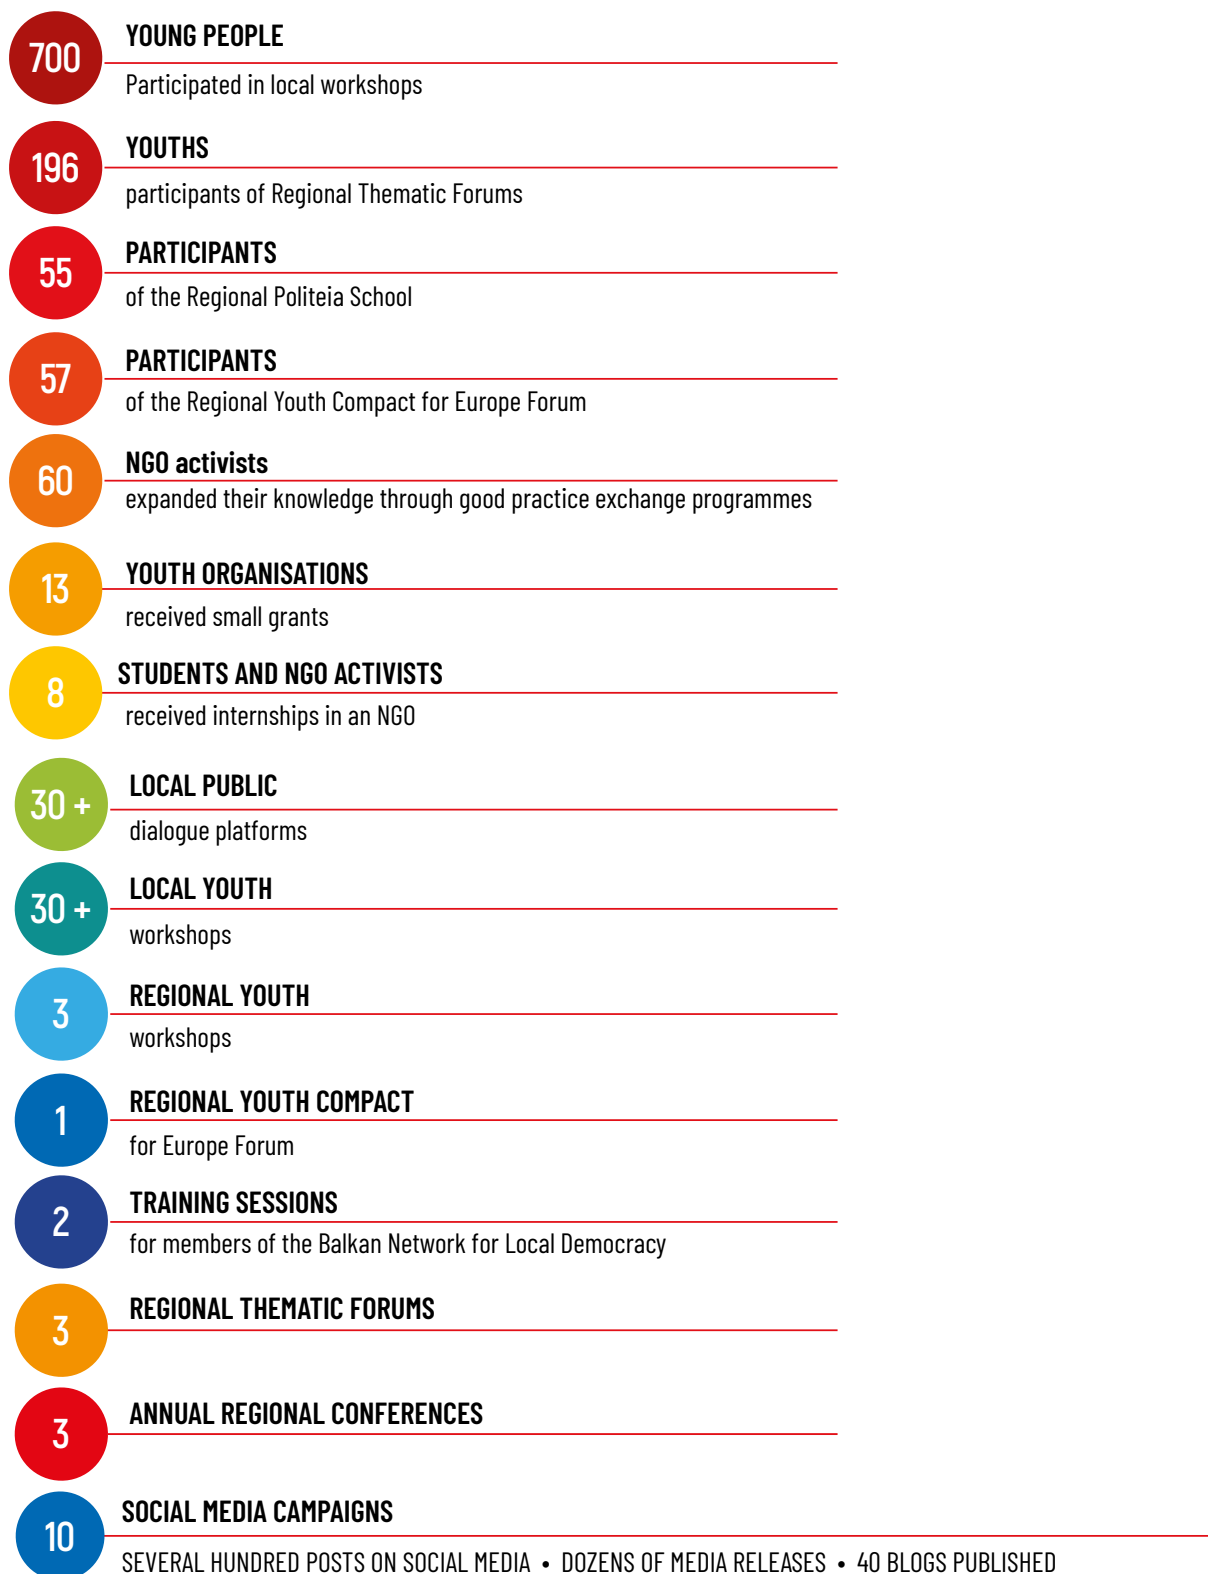 700
YOUNG PEOPLE
Participated in local workshops
196
YOUTHS
participants of Regional Thematic Forums
55
PARTICIPANTS
of the Regional Politeia School
57
PARTICIPANTS
of the Regional Youth Compact for Europe Forum
60
NGO activists
expanded their knowledge through good practice exchange programmes
13
YOUTH ORGANISATIONS
received small grants
8
STUDENTS AND NGO ACTIVISTS
received internships in an NGO
30 +
LOCAL PUBLIC
dialogue platforms
30 +
LOCAL YOUTH
workshops
3
REGIONAL YOUTH
workshops
1
REGIONAL YOUTH COMPACT
for Europe Forum
2
TRAINING SESSIONS
for members of the Balkan Network for Local Democracy
3
REGIONAL THEMATIC FORUMS
3
ANNUAL REGIONAL CONFERENCES
10
SOCIAL MEDIA CAMPAIGNS
SEVERAL HUNDRED POSTS ON SOCIAL MEDIA • DOZENS OF MEDIA RELEASES • 40 BLOGS PUBLISHED